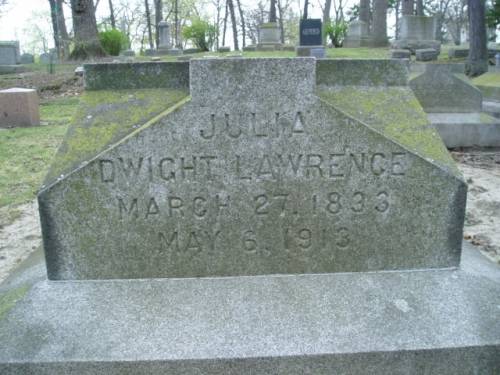 JULIA
DWIGHT LAWRENCE
MARCH 27, 1833
MAY 6, 1913